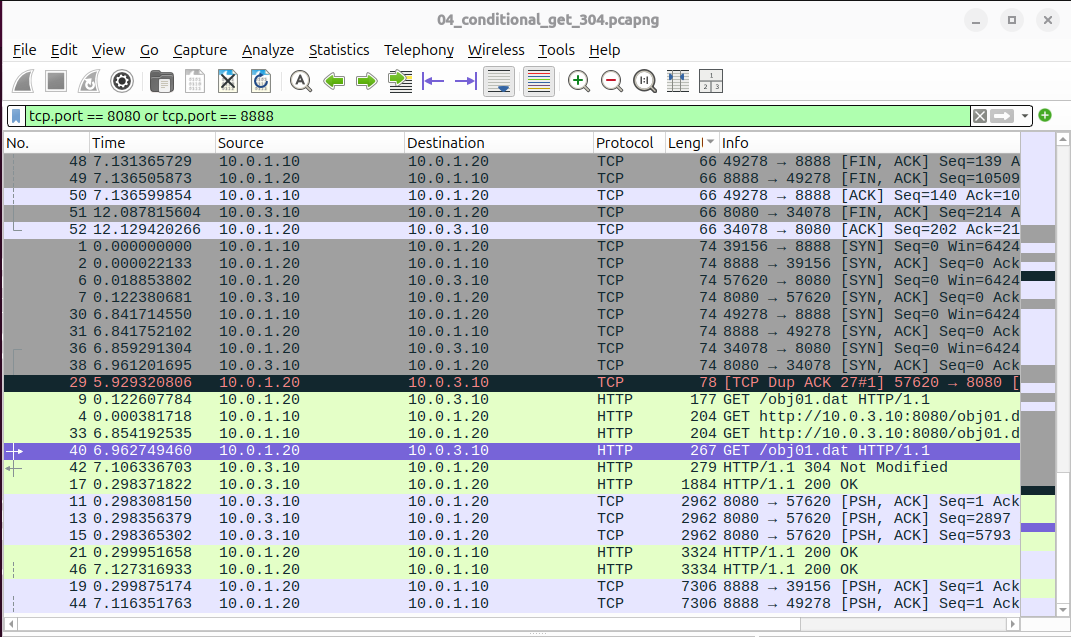 04_conditional_get_304.pcapng
File Edit View Go Capture Analyze Statistics Telephony Wireless Tools Help
tcp.port == 8080 or tcp.port == 8888
No. Time Source Destination Protocol Lengt Info
48 7.131365729 10.0.1.10 10.0.1.20 TCP 66 49278 → 8888 [FIN, ACK] Seq=139 A
49 7.136505873 10.0.1.20 10.0.1.10 TCP 66 8888 → 49278 [FIN, ACK] Seq=10509
50 7.136599854 10.0.1.10 10.0.1.20 TCP 66 49278 → 8888 [ACK] Seq=140 Ack=10
51 12.087815604 10.0.3.10 10.0.1.20 TCP 66 8080 → 34078 [FIN, ACK] Seq=214 A
52 12.129420266 10.0.1.20 10.0.3.10 TCP 66 34078 → 8080 [ACK] Seq=202 Ack=21
1 0.000000000 10.0.1.10 10.0.1.20 TCP 74 39156 → 8888 [SYN] Seq=0 Win=6424
2 0.000022133 10.0.1.20 10.0.1.10 TCP 74 8888 → 39156 [SYN, ACK] Seq=0 Ack
6 0.018853802 10.0.1.20 10.0.3.10 TCP 74 57620 → 8080 [SYN] Seq=0 Win=6424
7 0.122380681 10.0.3.10 10.0.1.20 TCP 74 8080 → 57620 [SYN, ACK] Seq=0 Ack
30 6.841714550 10.0.1.10 10.0.1.20 TCP 74 49278 → 8888 [SYN] Seq=0 Win=6424
31 6.841752102 10.0.1.20 10.0.1.10 TCP 74 8888 → 49278 [SYN, ACK] Seq=0 Ack
36 6.859291304 10.0.1.20 10.0.3.10 TCP 74 34078 → 8080 [SYN] Seq=0 Win=6424
38 6.961201695 10.0.3.10 10.0.1.20 TCP 74 8080 → 34078 [SYN, ACK] Seq=0 Ack
29 5.929320806 10.0.1.20 10.0.3.10 TCP 78 [TCP Dup ACK 27#1] 57620 → 8080 [
9 0.122607784 10.0.1.20 10.0.3.10 HTTP 177 GET /obj01.dat HTTP/1.1
4 0.000381718 10.0.1.10 10.0.1.20 HTTP 204 GET http://10.0.3.10:8080/obj01.d
33 6.854192535 10.0.1.10 10.0.1.20 HTTP 204 GET http://10.0.3.10:8080/obj01.d
40 6.962749460 10.0.1.20 10.0.3.10 HTTP 267 GET /obj01.dat HTTP/1.1
42 7.106336703 10.0.3.10 10.0.1.20 HTTP 279 HTTP/1.1 304 Not Modified
17 0.298371822 10.0.3.10 10.0.1.20 HTTP 1884 HTTP/1.1 200 OK
11 0.298308150 10.0.3.10 10.0.1.20 TCP 2962 8080 → 57620 [PSH, ACK] Seq=1 Ack
13 0.298356379 10.0.3.10 10.0.1.20 TCP 2962 8080 → 57620 [PSH, ACK] Seq=2897
15 0.298365302 10.0.3.10 10.0.1.20 TCP 2962 8080 → 57620 [PSH, ACK] Seq=5793
21 0.299951658 10.0.1.20 10.0.1.10 HTTP 3324 HTTP/1.1 200 OK
46 7.127316933 10.0.1.20 10.0.1.10 HTTP 3334 HTTP/1.1 200 OK
19 0.299875174 10.0.1.20 10.0.1.10 TCP 7306 8888 → 39156 [PSH, ACK] Seq=1 Ack
44 7.116351763 10.0.1.20 10.0.1.10 TCP 7306 8888 → 49278 [PSH, ACK] Seq=1 Ack